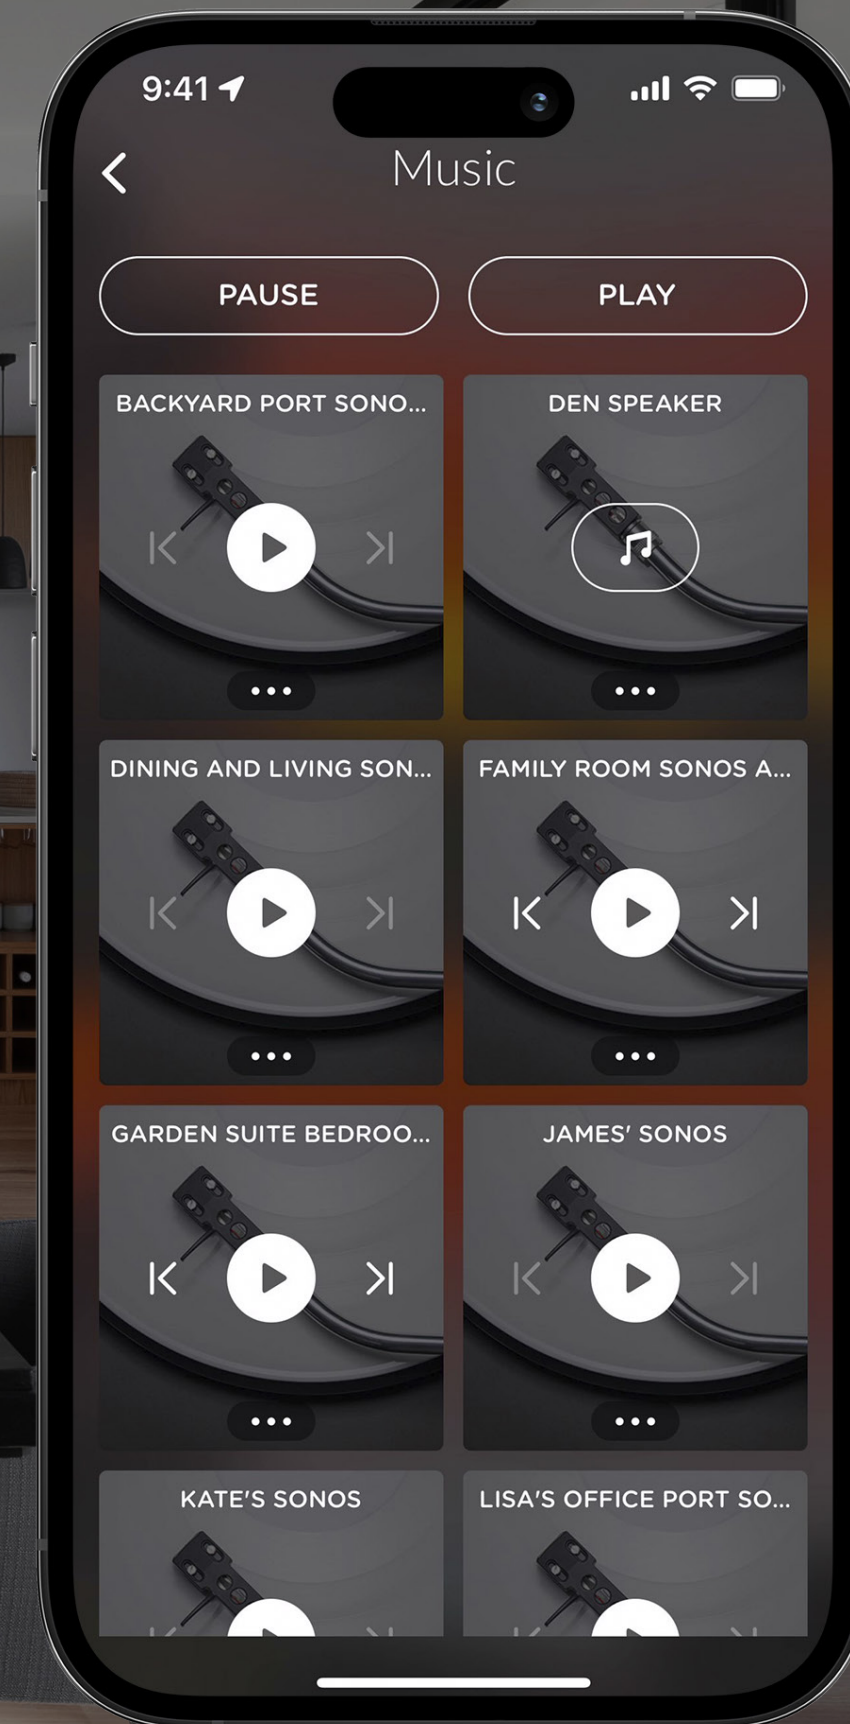 9:41
Music
PAUSE
PLAY
BACKYARD PORT SONO...
DEN SPEAKER
DINING AND LIVING SON...
FAMILY ROOM SONOS A...
GARDEN SUITE BEDROO...
JAMES' SONOS
KATE'S SONOS
LISA'S OFFICE PORT SO...